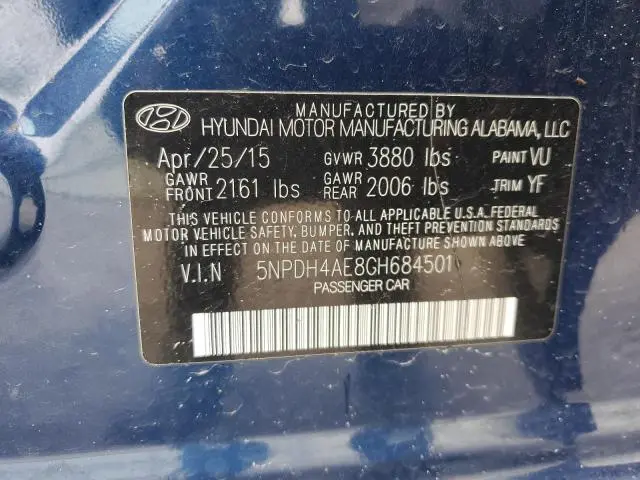 MANUFACTURED BY
HYUNDAI MOTOR MANUFACTURING ALABAMA, LLC
Apr/25/15 GVWR 3880 lbs PAINT VU
GAWR FRONT 2161 lbs GAWR REAR 2006 lbs TRIM YF
THIS VEHICLE CONFORMS TO ALL APPLICABLE U.S.A. FEDERAL
MOTOR VEHICLE SAFETY, BUMPER, AND THEFT PREVENTION STANDARDS
IN EFFECT ON THE DATE OF MANUFACTURE SHOWN ABOVE.
V.I.N 5NPDH4AE8GH684501
PASSENGER CAR